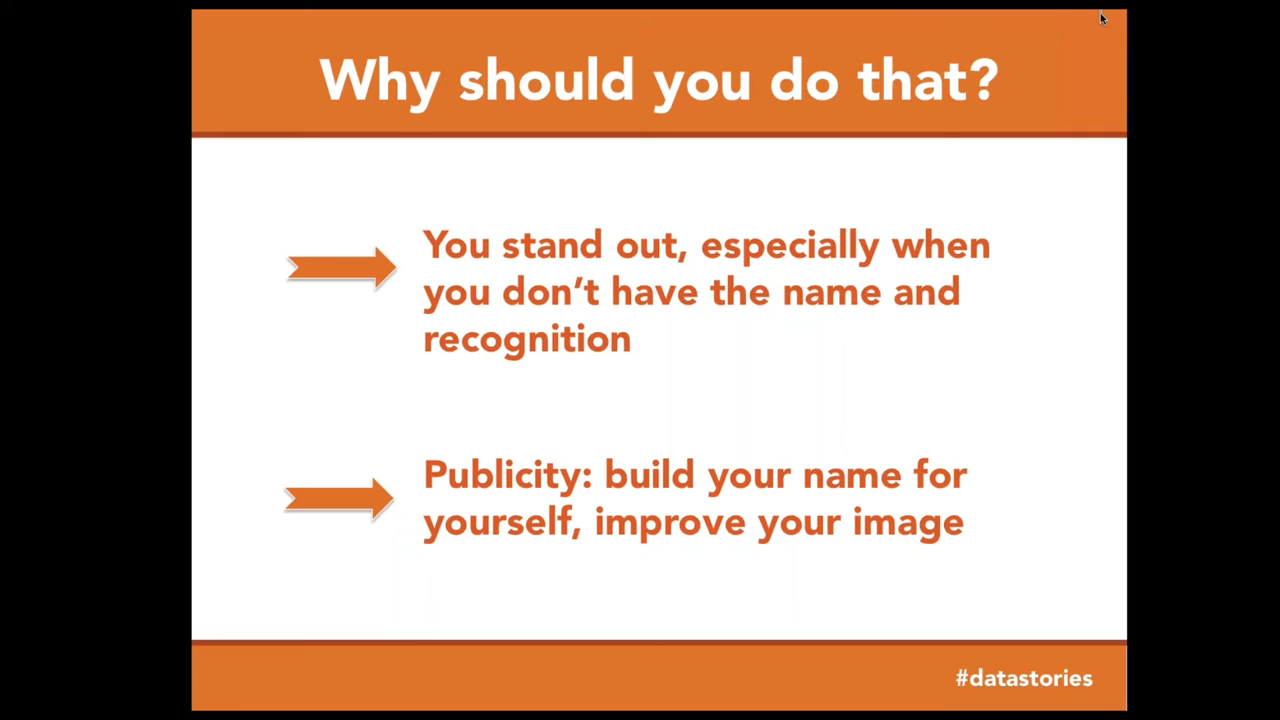 Why should you do that?
You stand out, especially when
you don’t have the name and
recognition
Publicity: build your name for
yourself, improve your image
#datastories